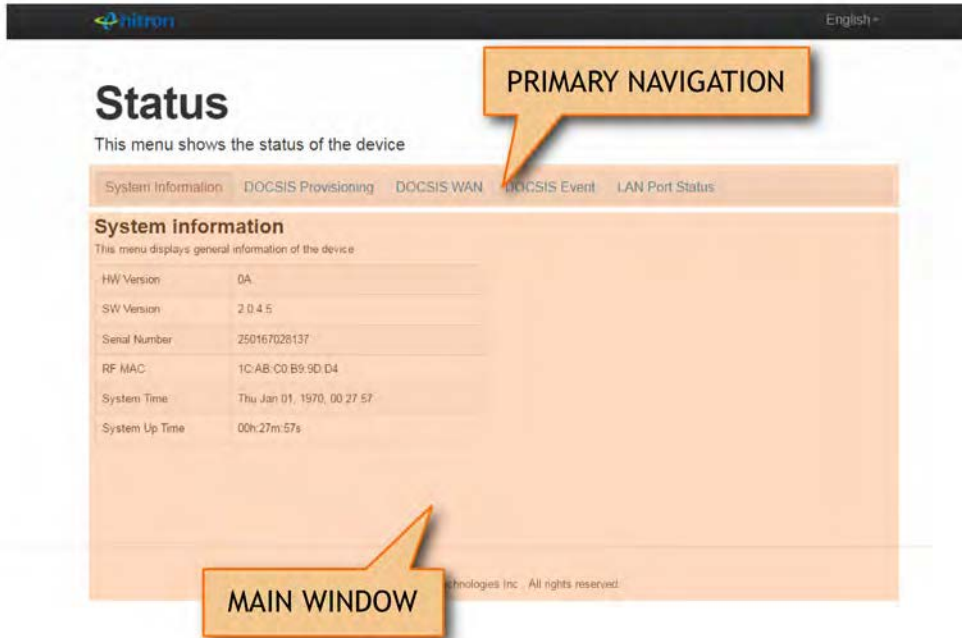 hitron
English
Status
PRIMARY NAVIGATION
This menu shows the status of the device
System Information DOCSIS Provisioning DOCSIS WAN DOCSIS Event LAN Port Status
System information
This menu displays general information of the device
HW Version 0A
SW Version 2.0.4.5
Serial Number 250167028137
RF MAC 1C:AB:C0:B9:9D:D4
System Time Thu Jan 01, 1970, 00:27:57
System Up Time 00h:27m:57s
Inc. All rights reserved.
MAIN WINDOW